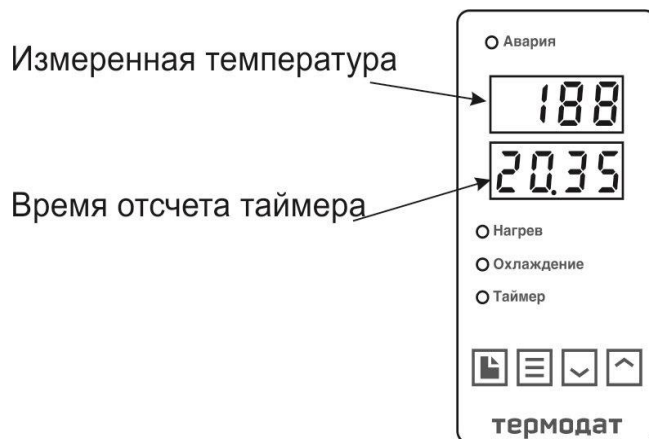 Авария
Измеренная температура
188
20.35
Время отсчета таймера
Нагрев
Охлаждение
Таймер
термодат